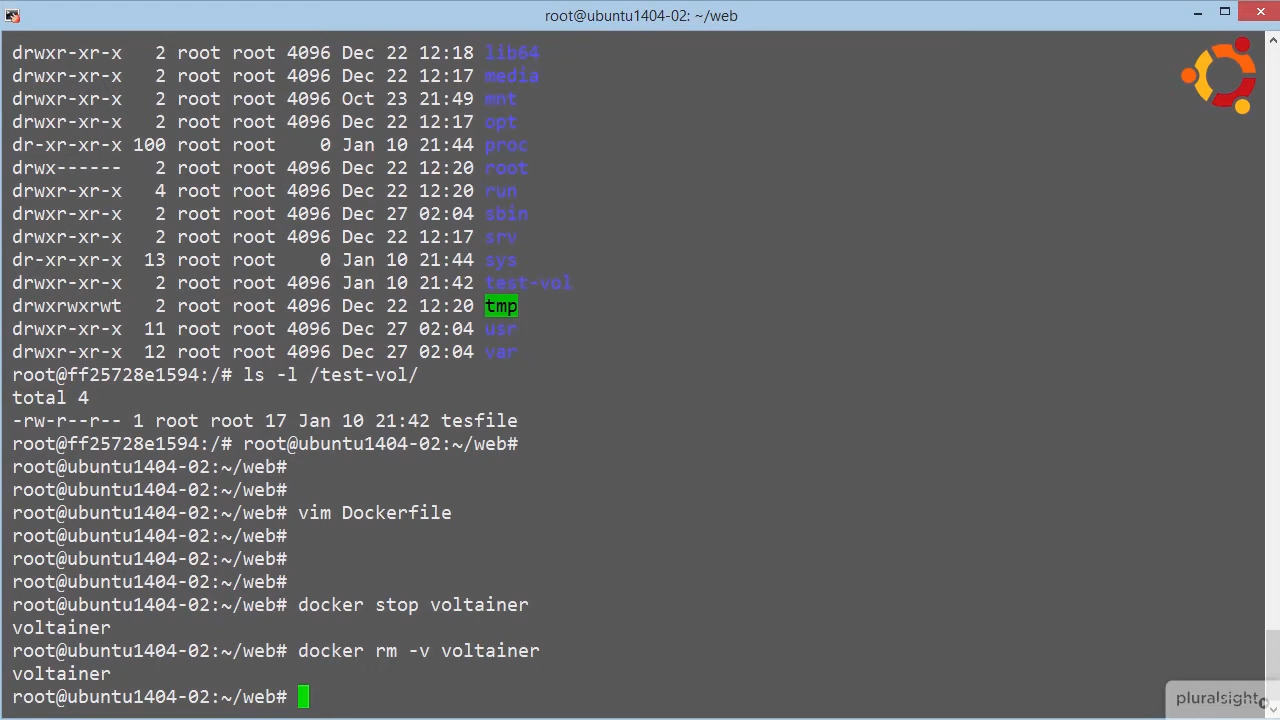 root@ubuntu1404-02: ~/web
drwxr-xr-x   2 root root 4096 Dec 22 12:18 lib64
drwxr-xr-x   2 root root 4096 Dec 22 12:17 media
drwxr-xr-x   2 root root 4096 Oct 23 21:49 mnt
drwxr-xr-x   2 root root 4096 Dec 22 12:17 opt
dr-xr-xr-x 100 root root    0 Jan 10 21:44 proc
drwx------   2 root root 4096 Dec 22 12:20 root
drwxr-xr-x   4 root root 4096 Dec 22 12:20 run
drwxr-xr-x   2 root root 4096 Dec 27 02:04 sbin
drwxr-xr-x   2 root root 4096 Dec 22 12:17 srv
dr-xr-xr-x  13 root root    0 Jan 10 21:44 sys
drwxr-xr-x   2 root root 4096 Jan 10 21:42 test-vol
drwxrwxrwt   2 root root 4096 Dec 22 12:20 tmp
drwxr-xr-x  11 root root 4096 Dec 27 02:04 usr
drwxr-xr-x  12 root root 4096 Dec 27 02:04 var
root@ff25728e1594:/# ls -l /test-vol/
total 4
-rw-r--r-- 1 root root 17 Jan 10 21:42 tesfile
root@ff25728e1594:/# root@ubuntu1404-02:~/web#
root@ubuntu1404-02:~/web#
root@ubuntu1404-02:~/web#
root@ubuntu1404-02:~/web# vim Dockerfile
root@ubuntu1404-02:~/web#
root@ubuntu1404-02:~/web#
root@ubuntu1404-02:~/web#
root@ubuntu1404-02:~/web# docker stop voltainer
voltainer
root@ubuntu1404-02:~/web# docker rm -v voltainer
voltainer
root@ubuntu1404-02:~/web#
pluralsight